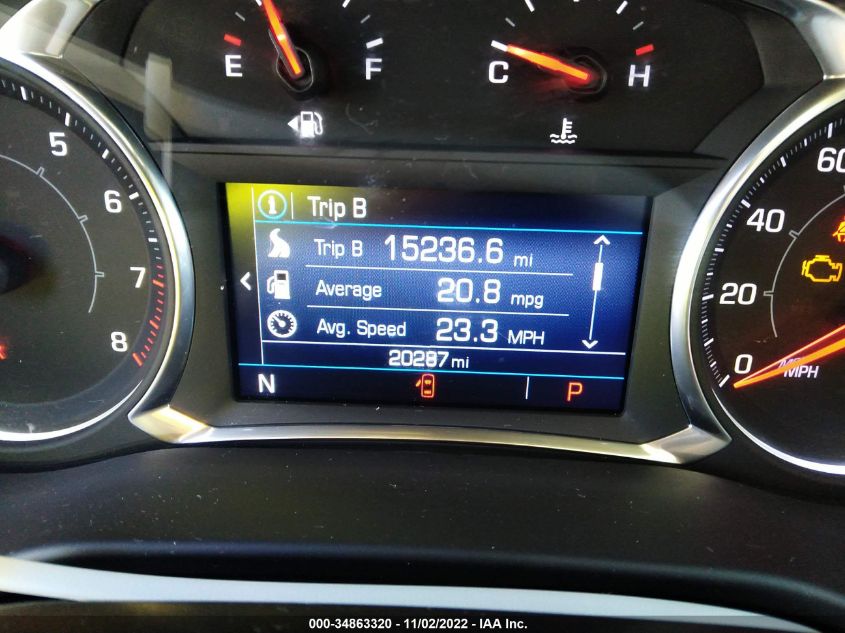 E F
C H
5
6
7
8
Trip B
Trip B 15236.6 mi
Average 20.8 mpg
Avg. Speed 23.3 MPH
20287 mi
N P
60
40
20
0
MPH
000-34863320 - 11/02/2022 - IAA Inc.